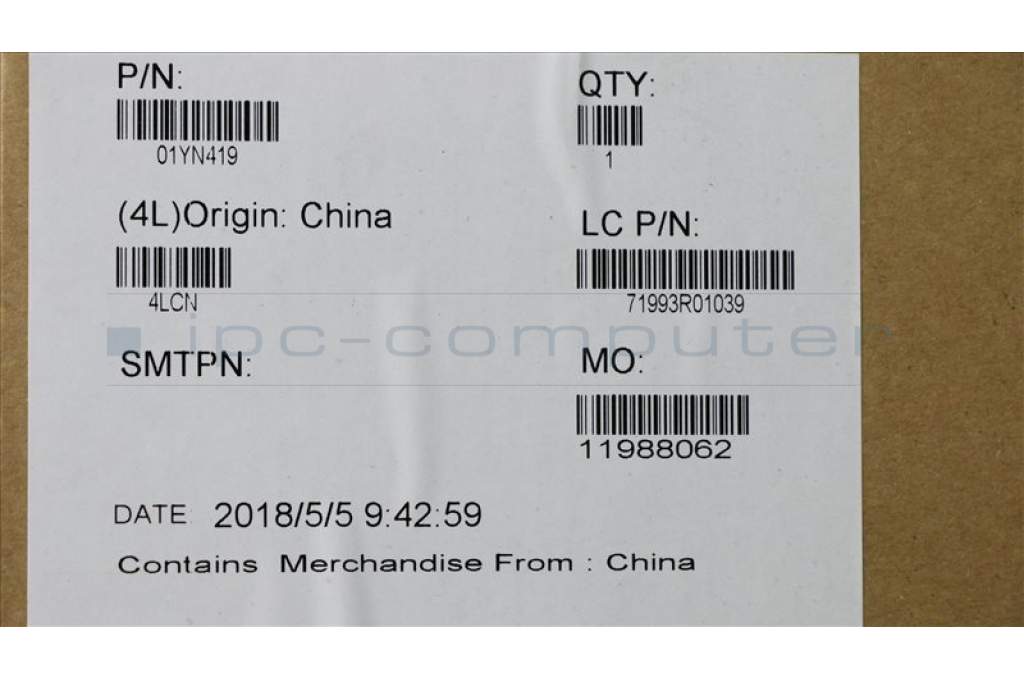 P/N:
01YN419
QTY:
1
(4L)Origin: China
4LCN
LC P/N:
71993R01039
ipc-computer
SMTPN:
MO:
11988062
DATE: 2018/5/5 9:42:59
Contains Merchandise From : China